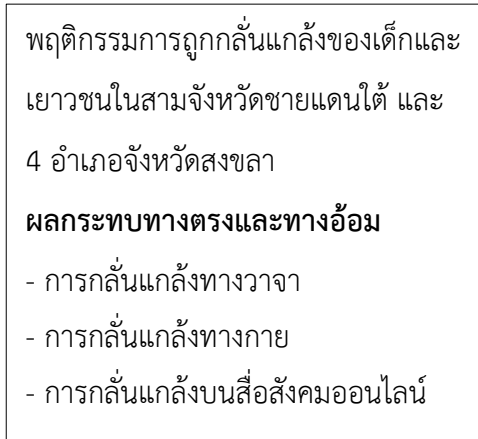 พฤติกรรมการถูกกลั่นแกล้งของเด็กและ
เยาวชนในสามจังหวัดชายแดนใต้ และ
4 อำเภอจังหวัดสงขลา
ผลกระทบทางตรงและทางอ้อม
- การกลั่นแกล้งทางวาจา
- การกลั่นแกล้งทางกาย
- การกลั่นแกล้งบนสื่อสังคมออนไลน์